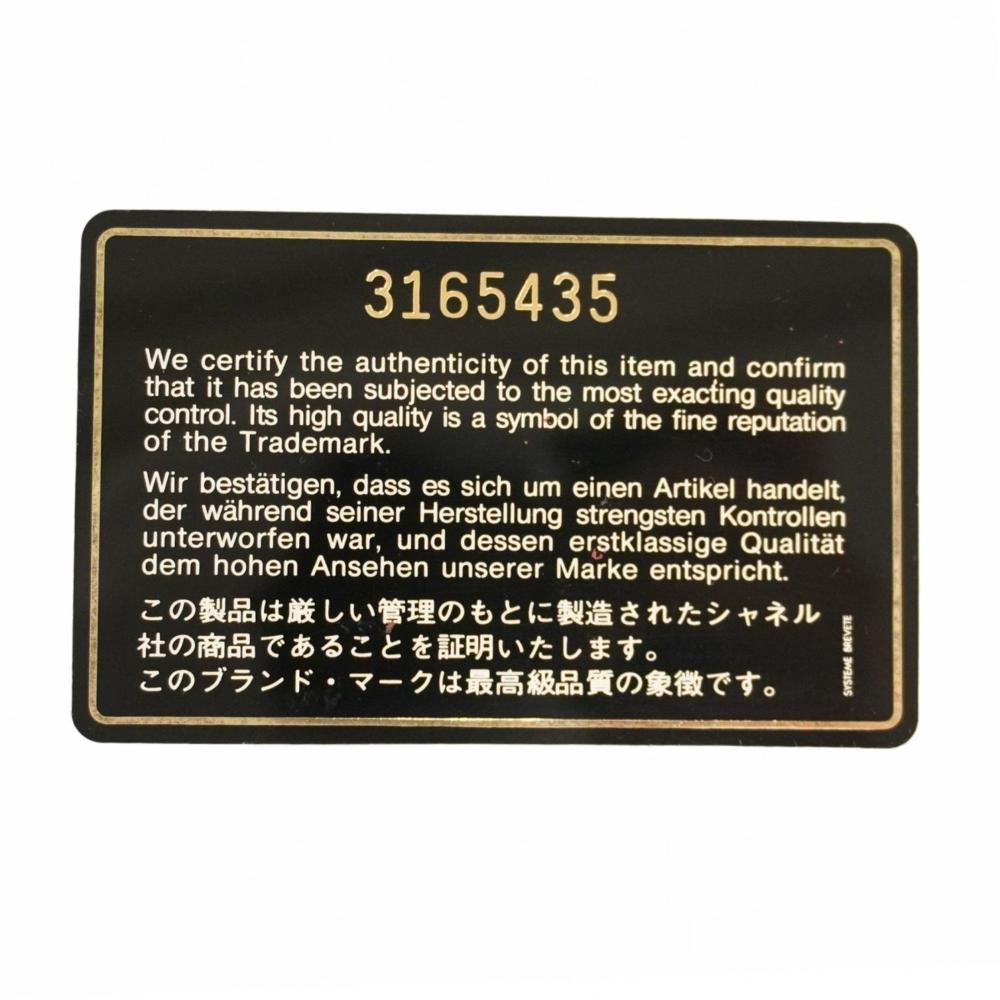 3165435
We certify the authenticity of this item and confirm
that it has been subjected to the most exacting quality
control. Its high quality is a symbol of the fine reputation
of the Trademark.
Wir bestätigen, dass es sich um einen Artikel handelt,
der während seiner Herstellung strengsten Kontrollen
unterworfen war, und dessen erstklassige Qualität
dem hohen Ansehen unserer Marke entspricht.
この製品は厳しい管理のもとに製造されたシャネル
社の商品であることを証明いたします。
このブランド・マークは最高級品質の象徴です。
SYSTEME BREVETE